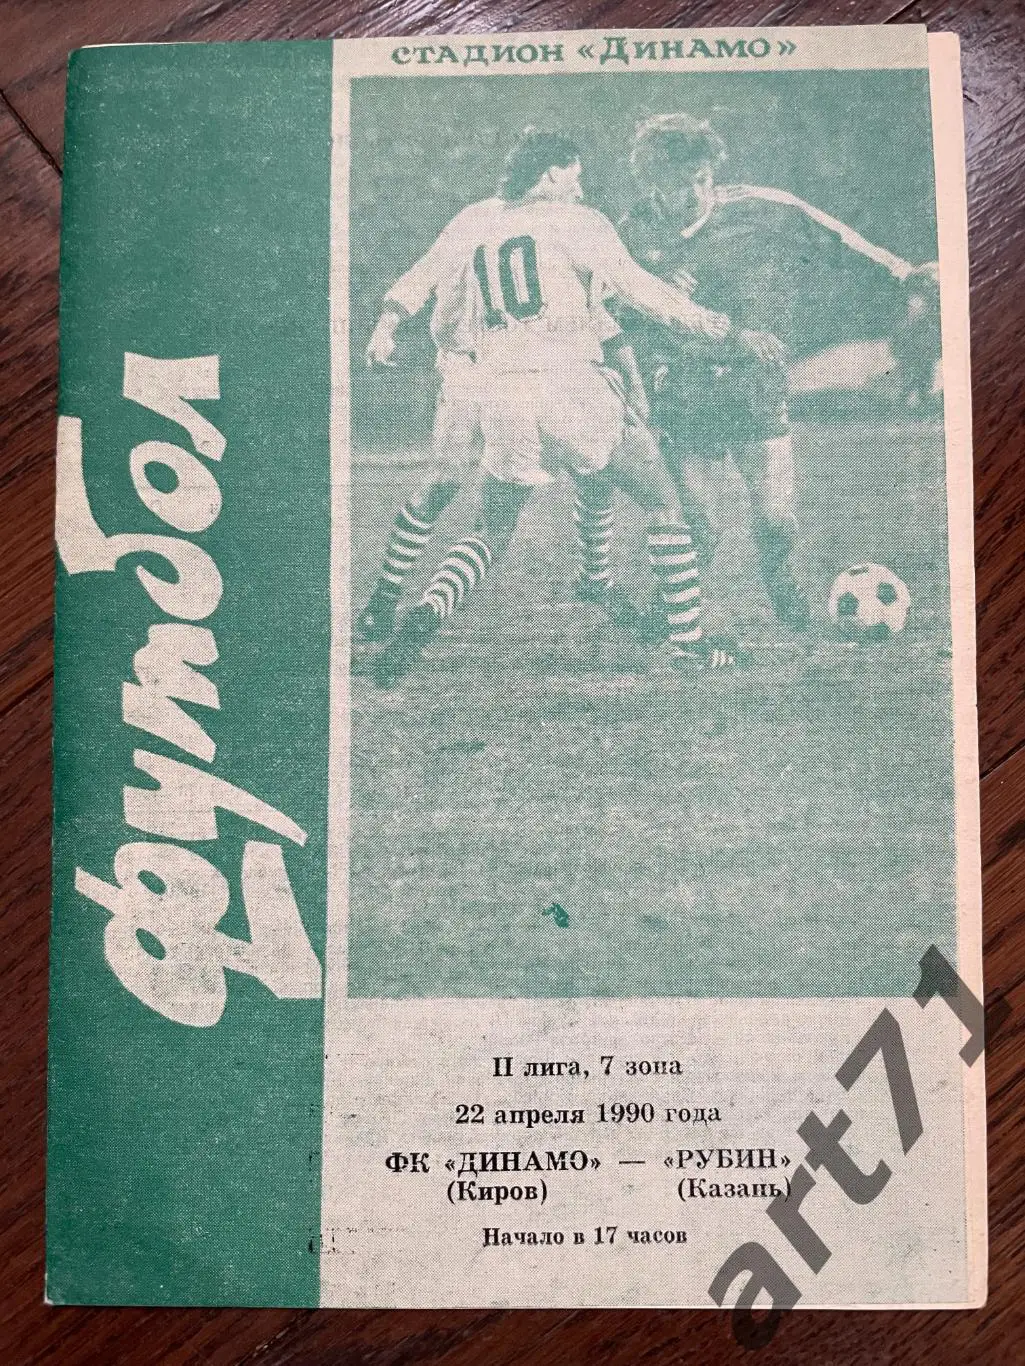 СТАДИОН «ДИНАМО»
10
футбол
II лига, 7 зона
22 апреля 1990 года
ФК «ДИНАМО» — «РУБИН»
(Киров) (Казань)
Начало в 17 часов
art71